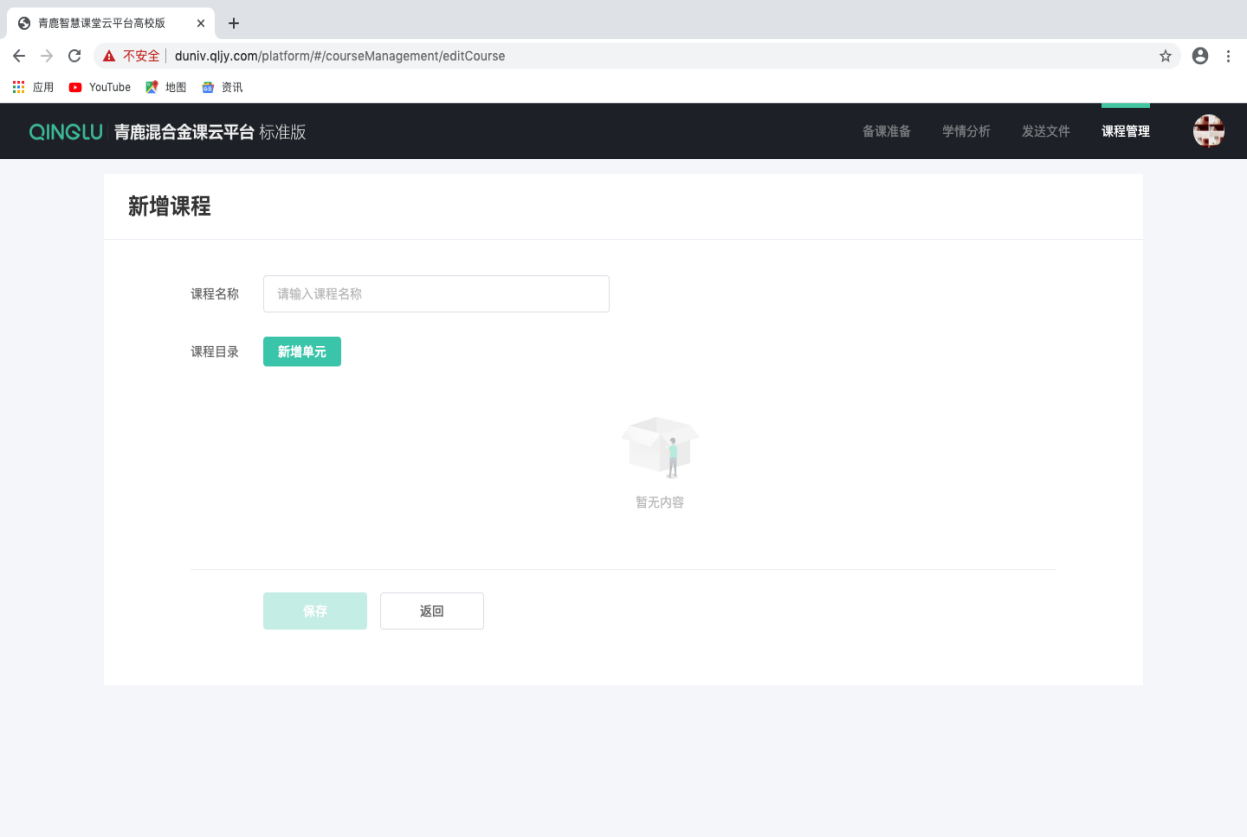 青鹿智慧课堂云平台高校版
不安全 duniv.qljy.com/platform/#/courseManagement/editCourse
应用 YouTube 地图 资讯
QINGLU 青鹿混合金课云平台 标准版 备课准备 学情分析 发送文件 课程管理
新增课程
课程名称 请输入课程名称
课程目录 新增单元
暂无内容
保存 返回